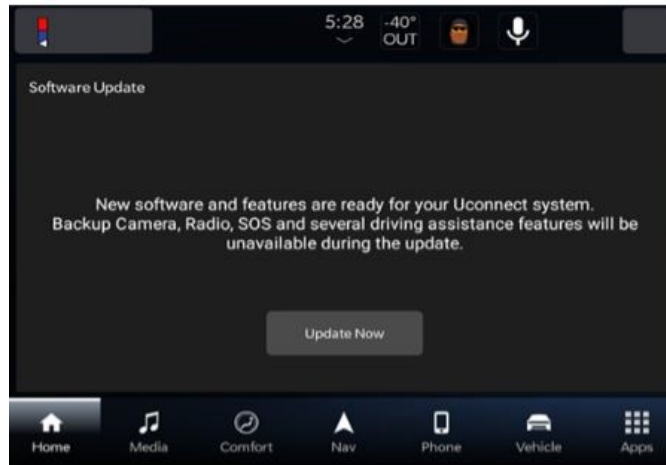 5:28 -40°
OUT
Software Update
New software and features are ready for your Uconnect system.
Backup Camera, Radio, SOS and several driving assistance features will be
unavailable during the update.
Update Now
Home Media Comfort Nav Phone Vehicle Apps